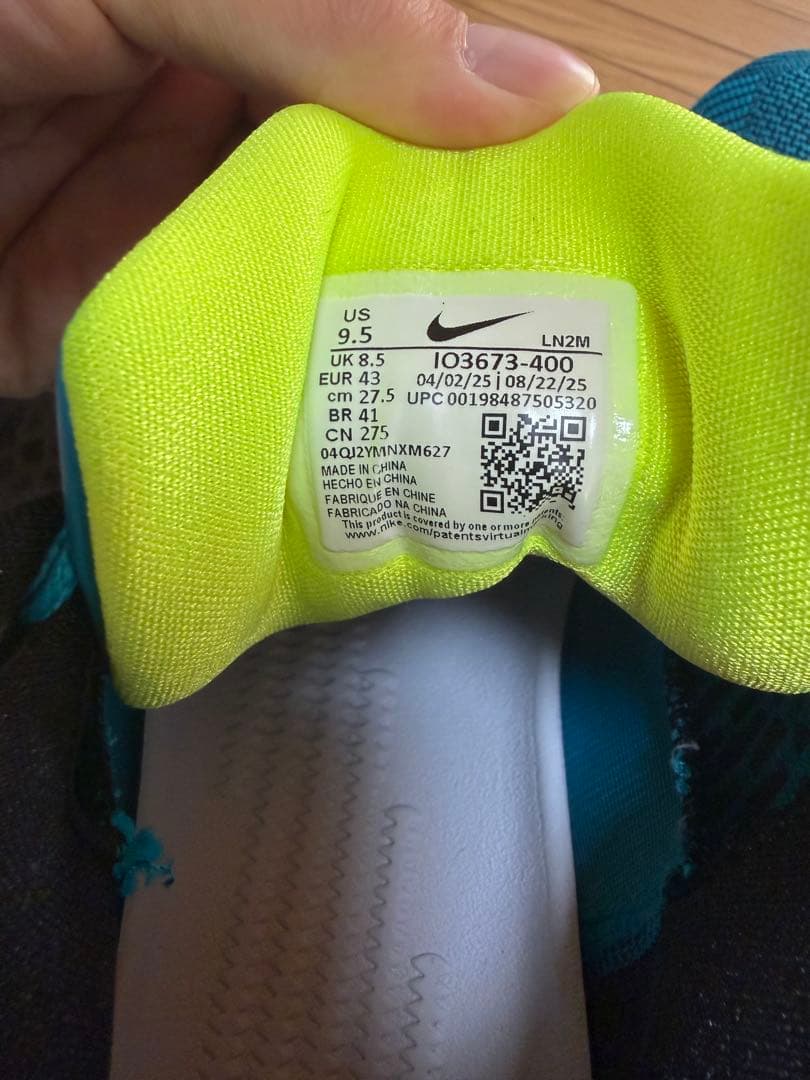 US
9.5
LN2M
UK 8.5 IO3673-400
EUR 43 04/02/25 | 08/22/25
cm 27.5 UPC 00198487505320
BR 41
CN 275
04QJ2YMNXM627
MADE IN CHINA
HECHO EN CHINA
FABRIQUE EN CHINE
FABRICADO NA CHINA
This product is covered by one or more patents.
www.nike.com/patentsvirtualmarking